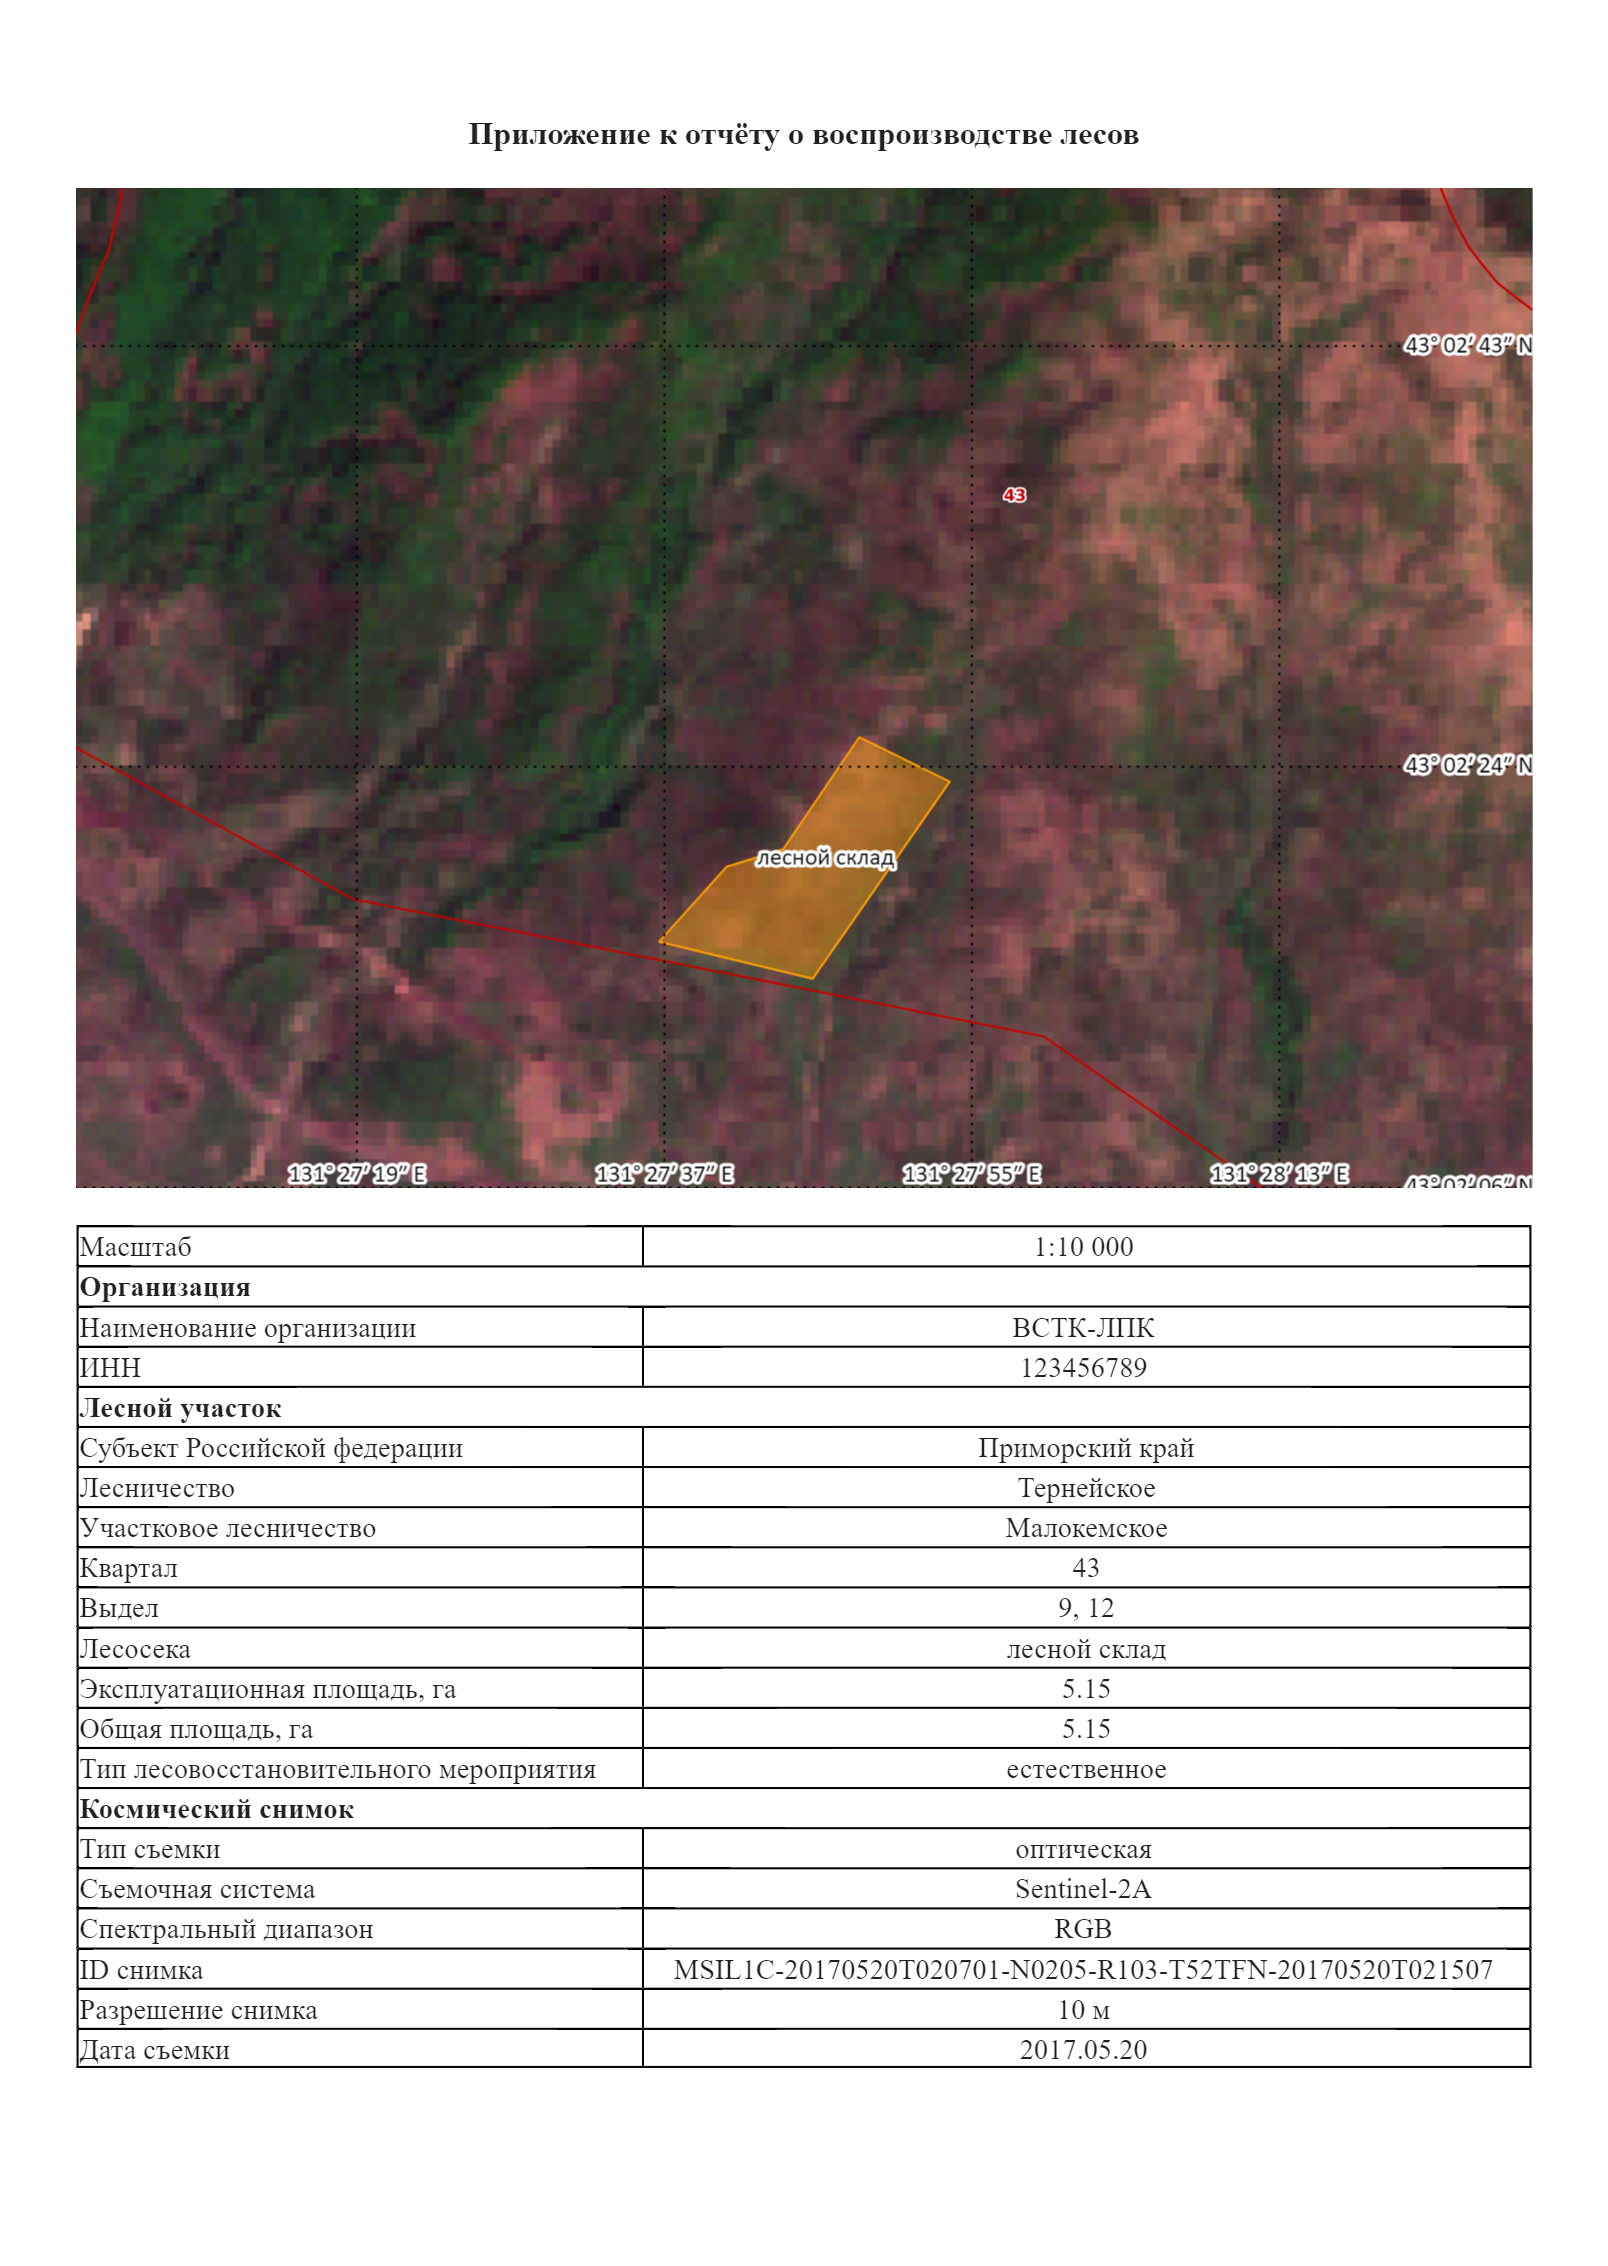 Приложение к отчёту о воспроизводстве лесов
43° 02′ 43″ N
43
43° 02′ 24″ N
лесной склад
131° 27′ 19″ E 131° 27′ 37″ E 131° 27′ 55″ E 131° 28′ 13″ E 43° 02′ 06″ N
Масштаб 1:10 000
Организация
Наименование организации ВСТК-ЛПК
ИНН 123456789
Лесной участок
Субъект Российской федерации Приморский край
Лесничество Тернейское
Участковое лесничество Малокемское
Квартал 43
Выдел 9, 12
Лесосека лесной склад
Эксплуатационная площадь, га 5.15
Общая площадь, га 5.15
Тип лесовосстановительного мероприятия естественное
Космический снимок
Тип съемки оптическая
Съемочная система Sentinel-2A
Спектральный диапазон RGB
ID снимка MSIL1C-20170520T020701-N0205-R103-T52TFN-20170520T021507
Разрешение снимка 10 м
Дата съемки 2017.05.20